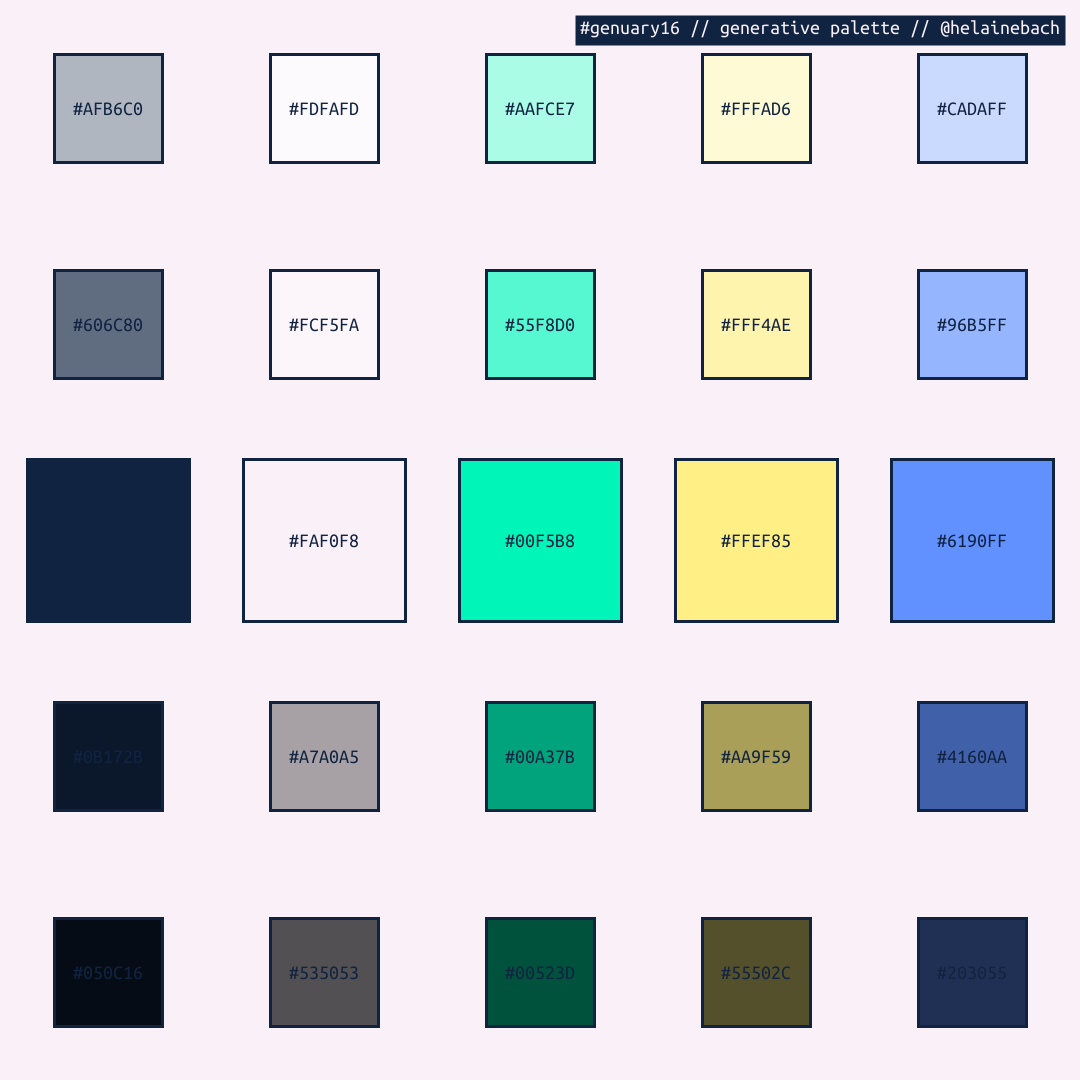 #genuary16 // generative palette // @helainebach
#AFB6C0 #FDFAFD #AAFCE7 #FFFAD6 #CADAFF
#606C80 #FCF5FA #55F8D0 #FFF4AE #96B5FF
#FAF0F8 #00F5B8 #FFEF85 #6190FF
#0B172B #A7A0A5 #00A37B #AA9F59 #4160AA
#050C16 #535053 #00523D #55502C #203055